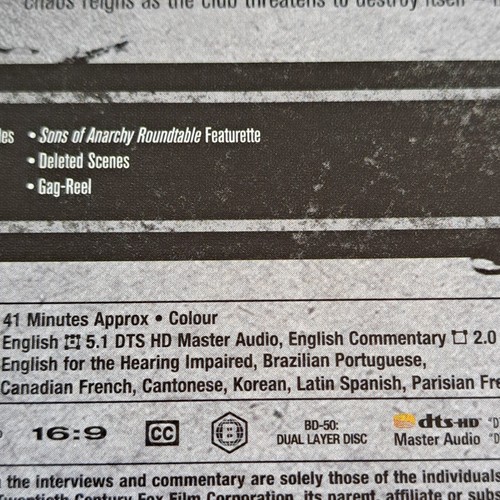 chaos reigns as the club threatens to destroy itself
les • Sons of Anarchy Roundtable Featurette
• Deleted Scenes
• Gag-Reel
41 Minutes Approx • Colour
English 5.1 DTS HD Master Audio, English Commentary 2.0
English for the Hearing Impaired, Brazilian Portuguese,
Canadian French, Cantonese, Korean, Latin Spanish, Parisian Fre
16:9 CC B BD-50: dts-HD "DT
DUAL LAYER DISC Master Audio "D
the interviews and commentary are solely those of the individuals
Twentieth Century Fox Film Corporation, its parent, affiliate or sub